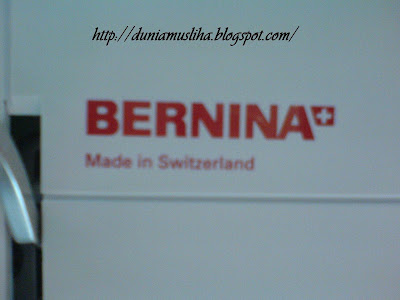 http://duniamusliha.blogspot.com/
BERNINA
Made in Switzerland